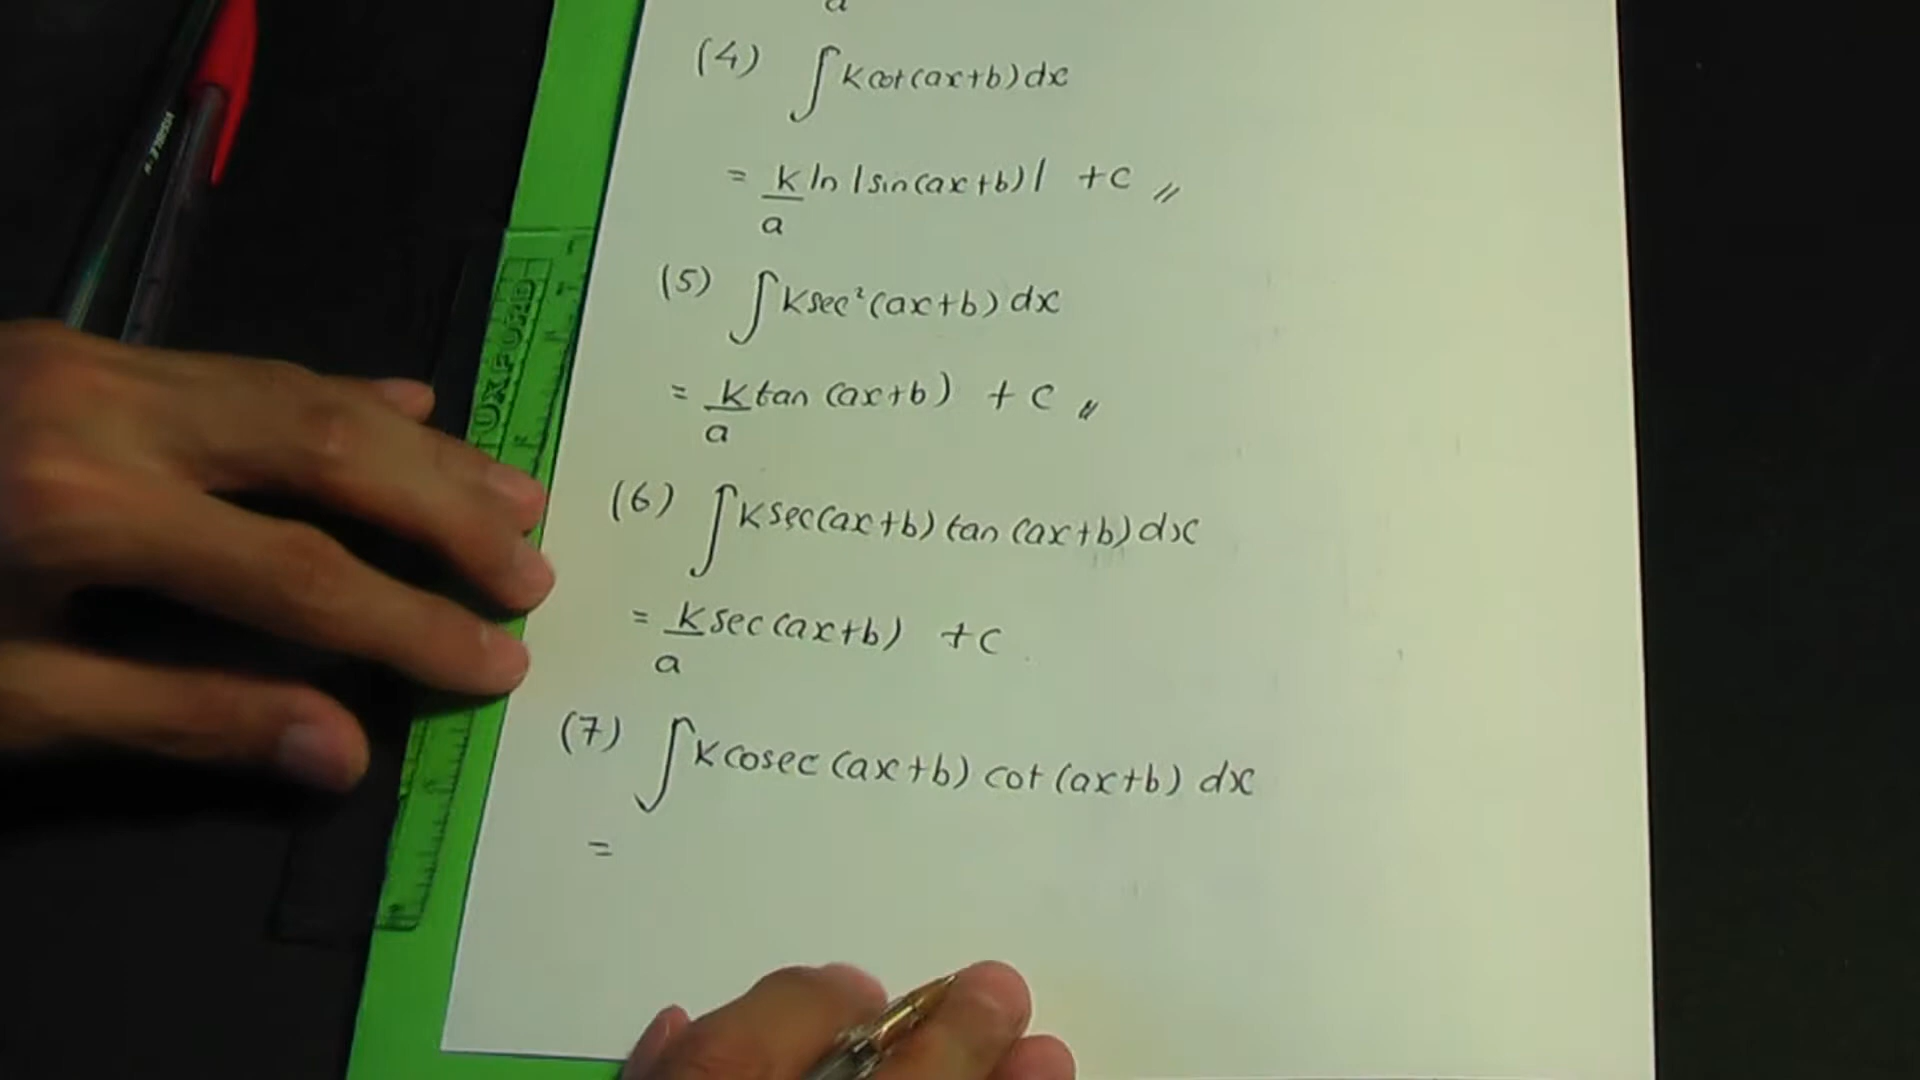 a
(4) ∫k cot(ax+b)dx
= k/a ln|sin(ax+b)| +c //
(5) ∫k sec²(ax+b) dx
= k/a tan(ax+b) + c //
(6) ∫k sec(ax+b) tan(ax+b) dx
= k/a sec(ax+b) +c
(7) ∫k cosec(ax+b) cot(ax+b) dx
=
OXFORD